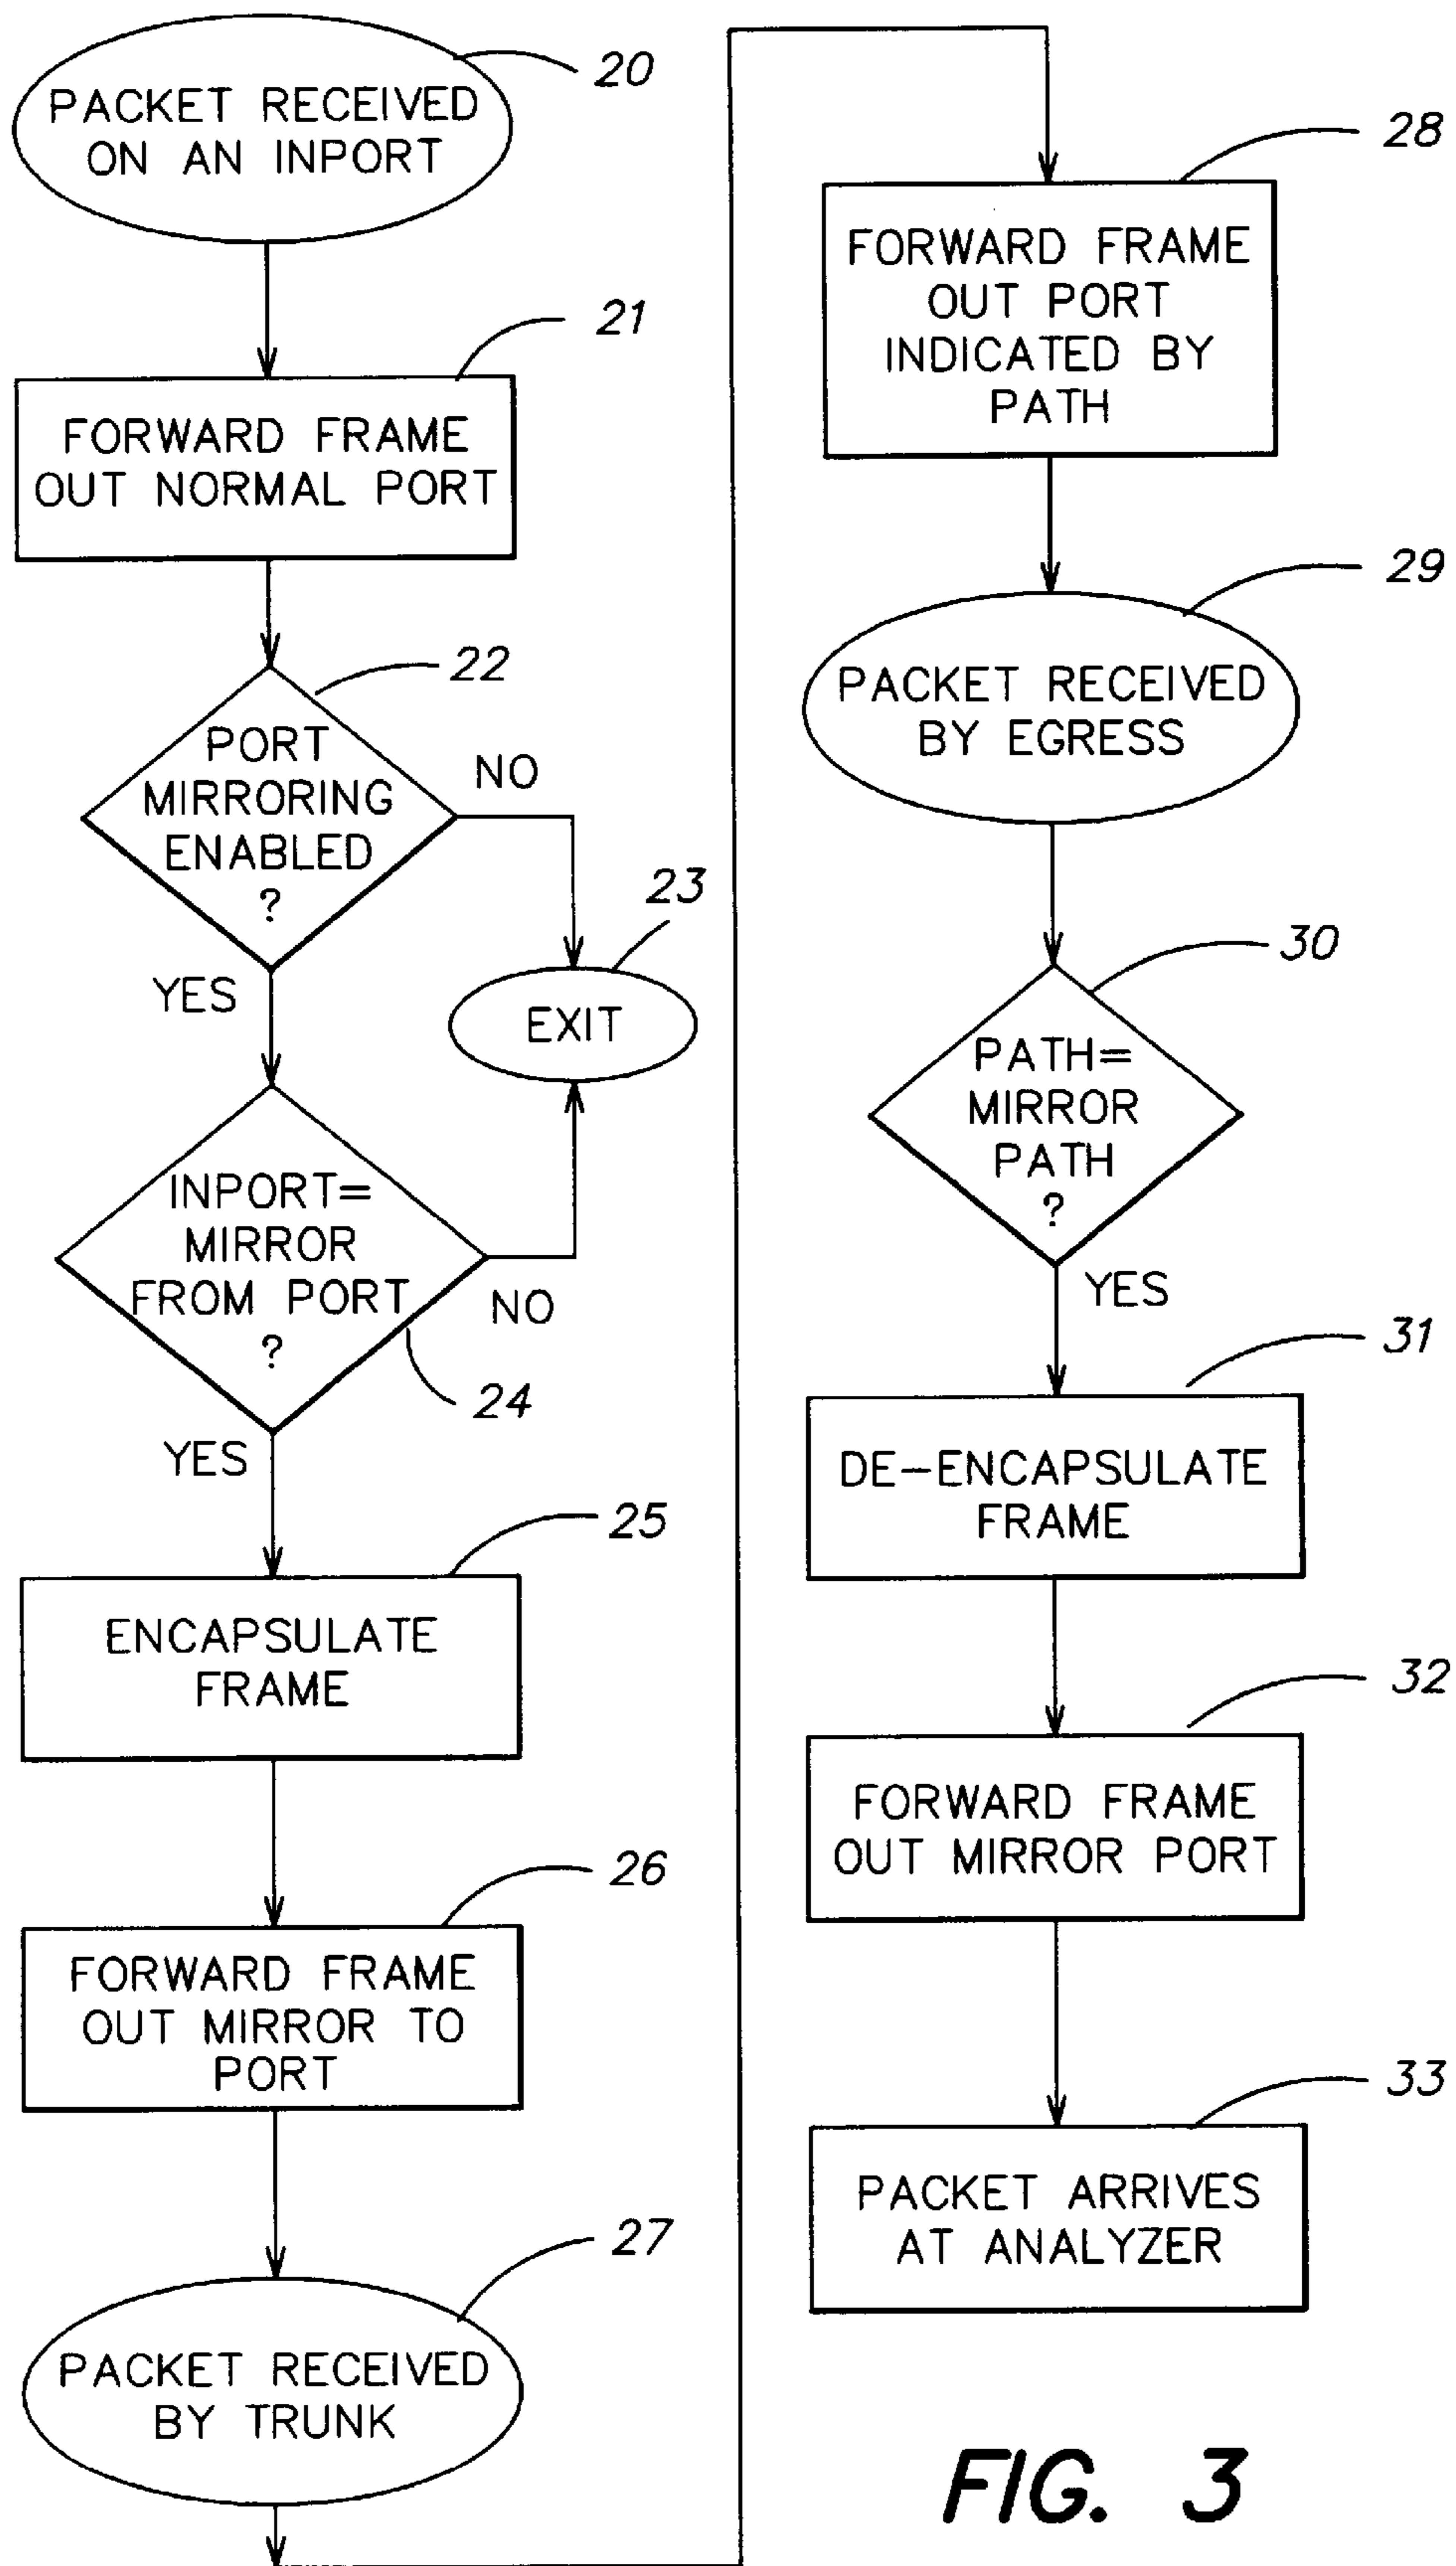 20
PACKET RECEIVED
ON AN INPORT
21
FORWARD FRAME
OUT NORMAL PORT
22
PORT
MIRRORING
ENABLED
?
NO
YES
23
EXIT
INPORT=
MIRROR
FROM PORT
?
NO
24
YES
25
ENCAPSULATE
FRAME
26
FORWARD FRAME
OUT MIRROR TO
PORT
27
PACKET RECEIVED
BY TRUNK
28
FORWARD FRAME
OUT PORT
INDICATED BY
PATH
29
PACKET RECEIVED
BY EGRESS
30
PATH=
MIRROR
PATH
?
YES
31
DE-ENCAPSULATE
FRAME
32
FORWARD FRAME
OUT MIRROR PORT
33
PACKET ARRIVES
AT ANALYZER
FIG. 3